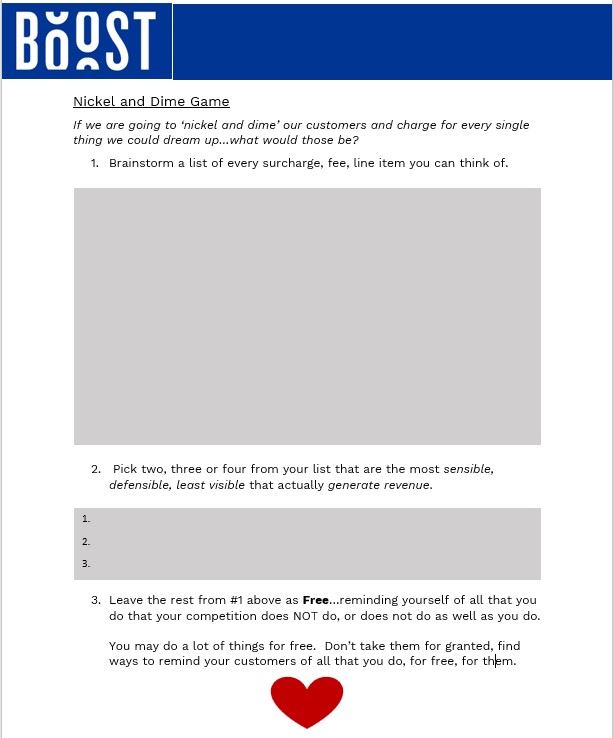 BOOST
Nickel and Dime Game
If we are going to ‘nickel and dime’ our customers and charge for every single
thing we could dream up...what would those be?
1. Brainstorm a list of every surcharge, fee, line item you can think of.
2. Pick two, three or four from your list that are the most sensible,
defensible, least visible that actually generate revenue.
1.
2.
3.
3. Leave the rest from #1 above as Free...reminding yourself of all that you
do that your competition does NOT do, or does not do as well as you do.
You may do a lot of things for free. Don’t take them for granted, find
ways to remind your customers of all that you do, for free, for them.